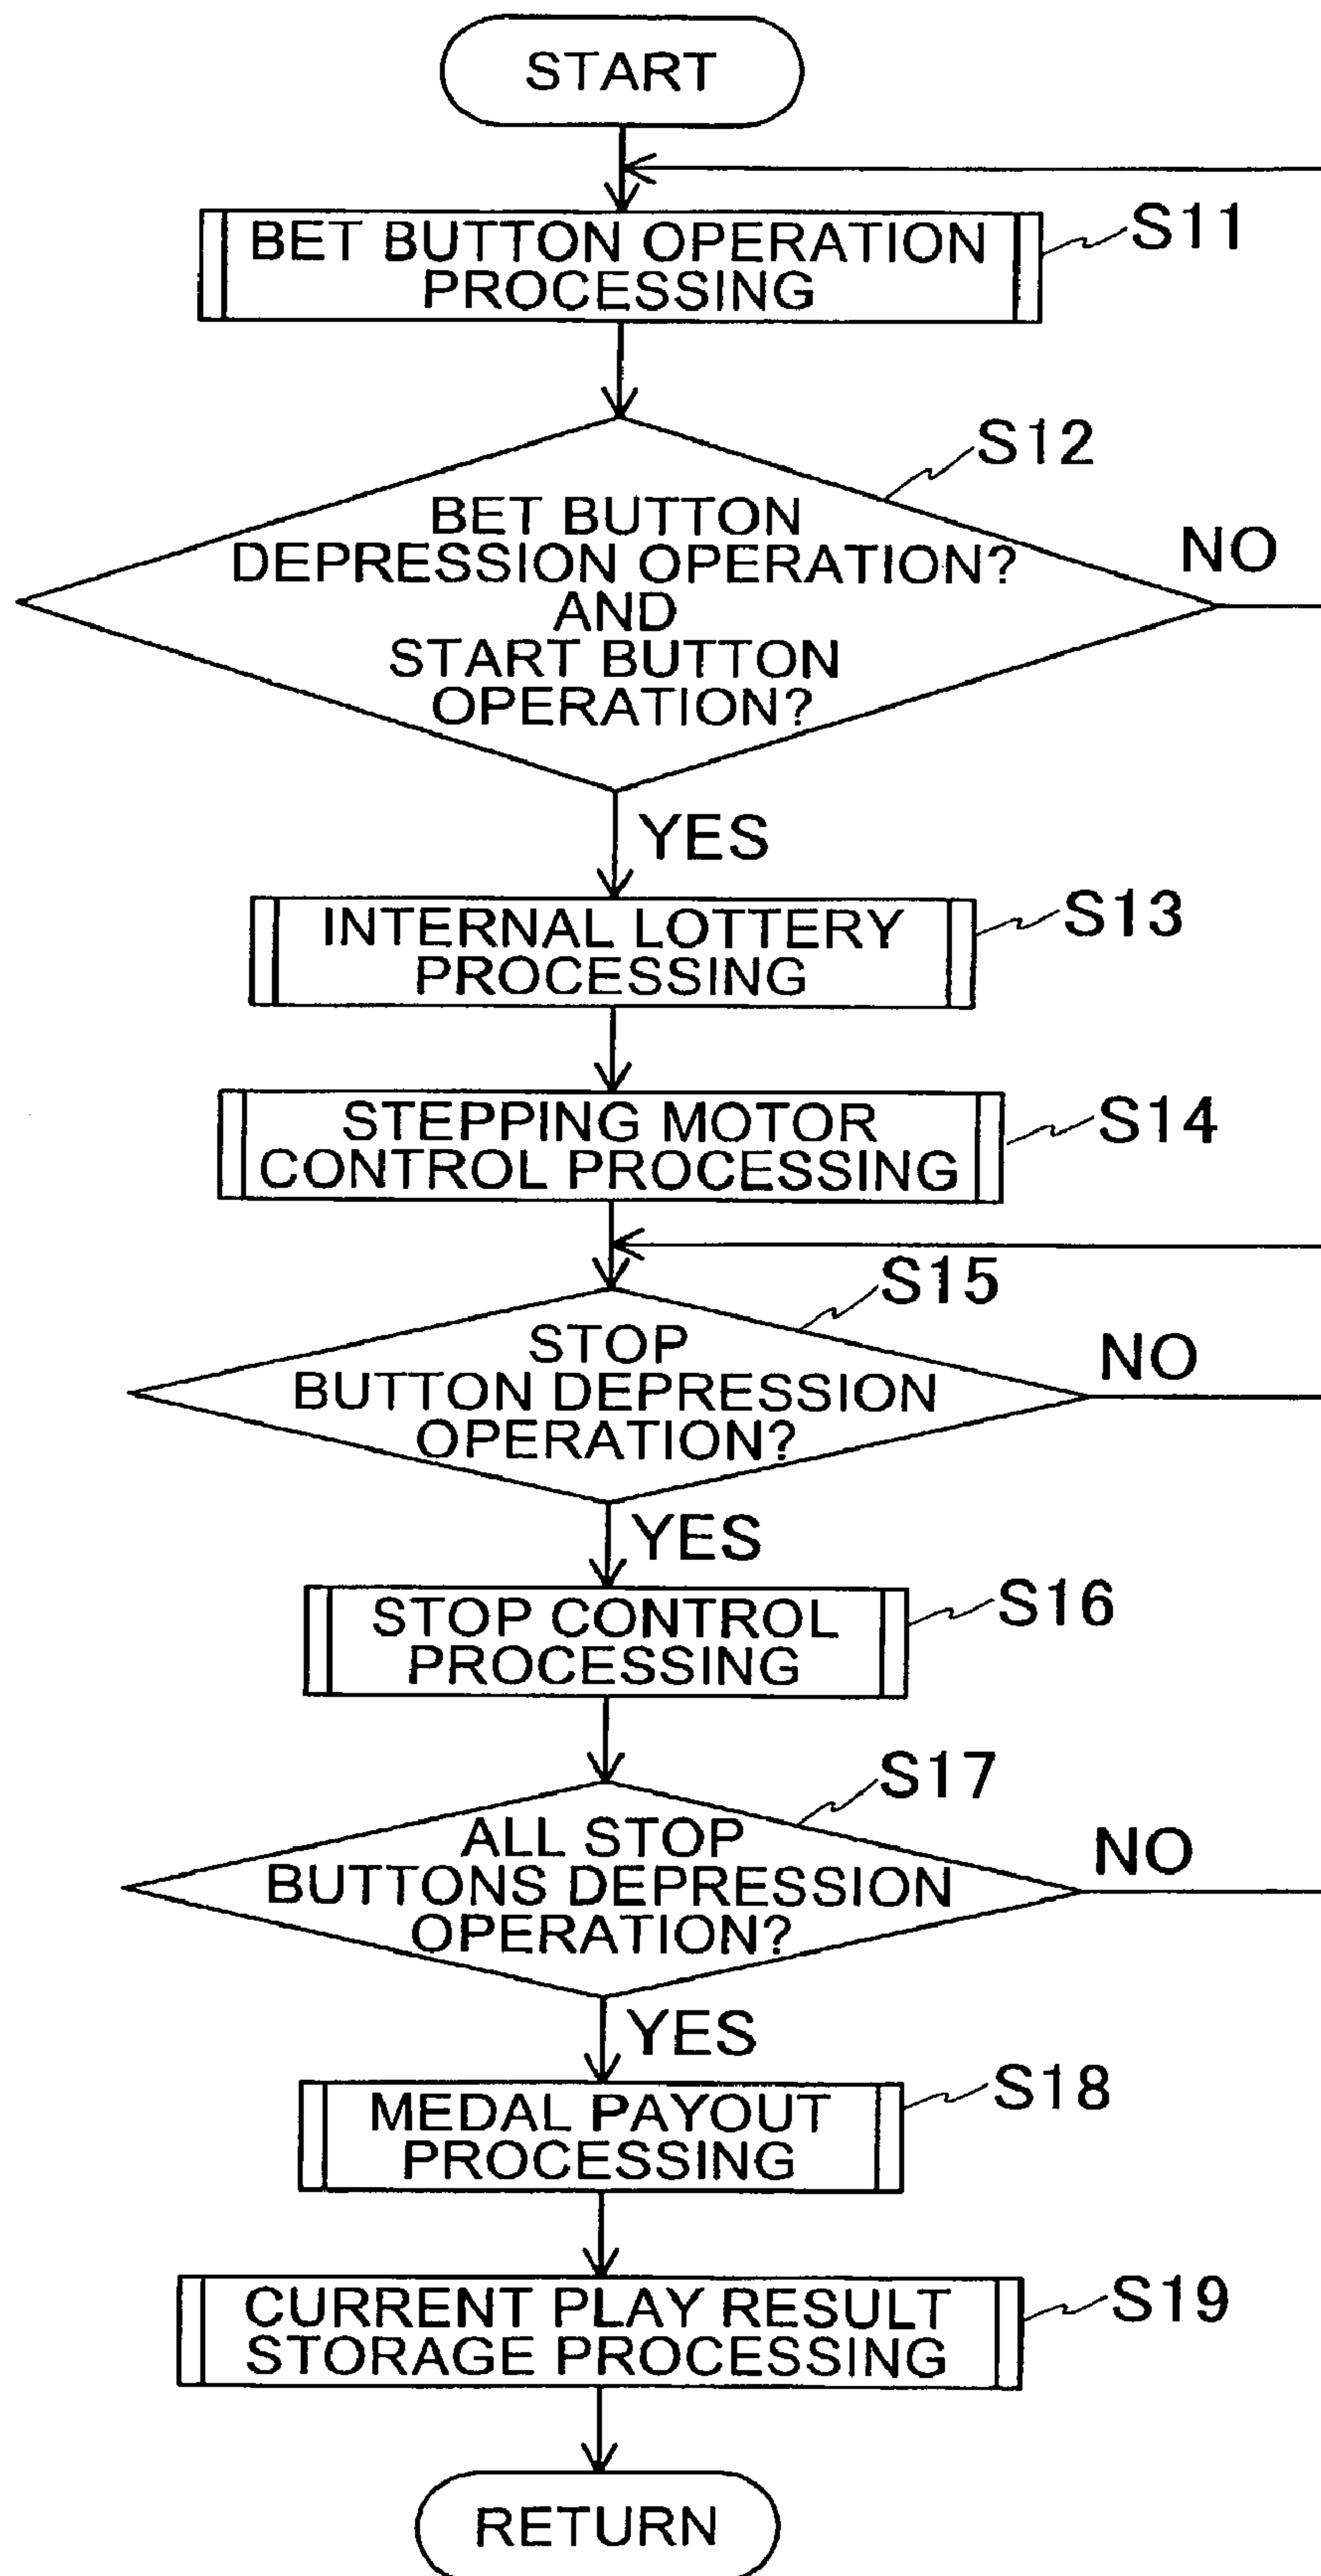 START
BET BUTTON OPERATION
PROCESSING
S11
S12
BET BUTTON
DEPRESSION OPERATION?
AND
START BUTTON
OPERATION?
NO
YES
INTERNAL LOTTERY
PROCESSING
S13
STEPPING MOTOR
CONTROL PROCESSING
S14
S15
STOP
BUTTON DEPRESSION
OPERATION?
NO
YES
STOP CONTROL
PROCESSING
S16
S17
ALL STOP
BUTTONS DEPRESSION
OPERATION?
NO
YES
MEDAL PAYOUT
PROCESSING
S18
CURRENT PLAY RESULT
STORAGE PROCESSING
S19
RETURN